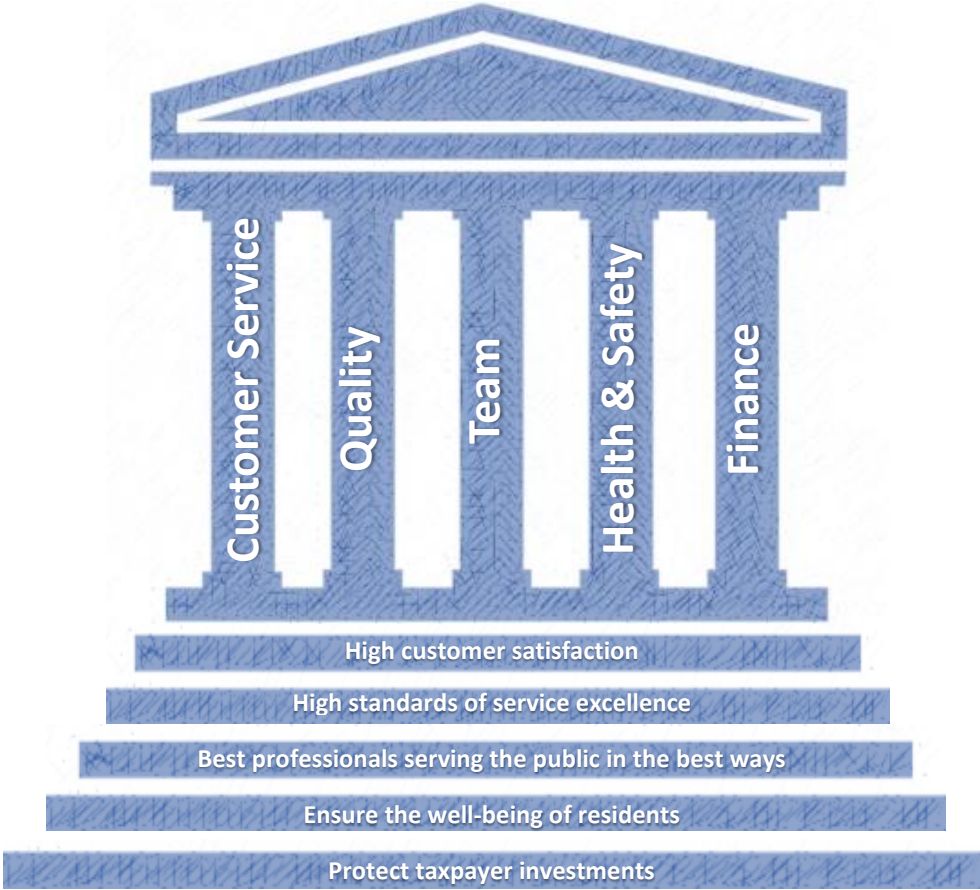 Customer Service
Quality
Team
Health & Safety
Finance
High customer satisfaction
High standards of service excellence
Best professionals serving the public in the best ways
Ensure the well-being of residents
Protect taxpayer investments